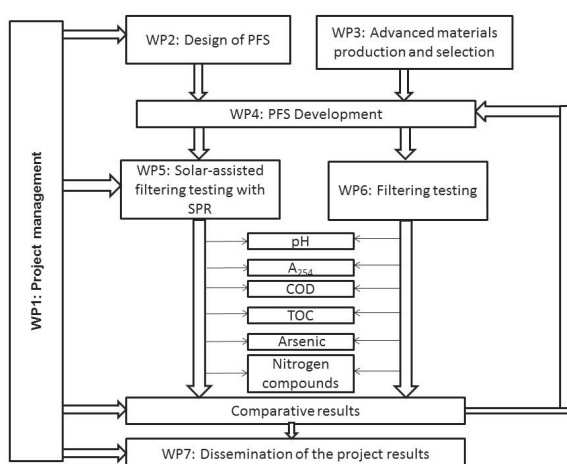 WP1: Project management
WP2: Design of PFS
WP3: Advanced materials
production and selection
WP4: PFS Development
WP5: Solar-assisted
filtering testing with
SPR
WP6: Filtering testing
pH
A254
COD
TOC
Arsenic
Nitrogen
compounds
Comparative results
WP7: Dissemination of the project results